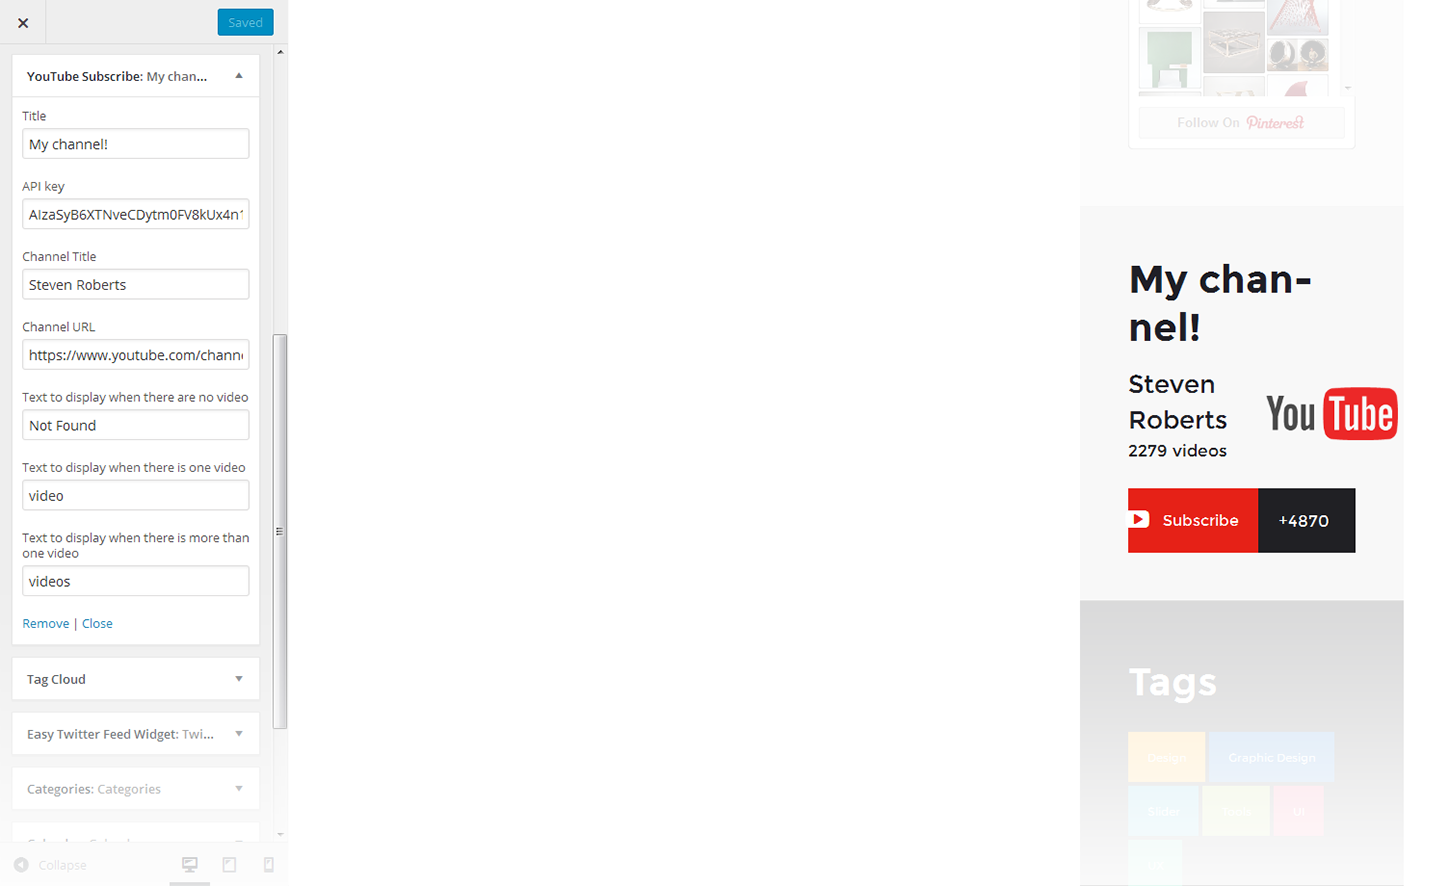 Saved
YouTube Subscribe: My chan...
Title
My channel!
API key
AIzaSyB6XTNveCDytm0FV8kUx4n1
Channel Title
Steven Roberts
Channel URL
https://www.youtube.com/chann
Text to display when there are no video
Not Found
Text to display when there is one video
video
Text to display when there is more than
one video
videos
Remove | Close
Tag Cloud
Easy Twitter Feed Widget: Twi...
Categories: Categories
Collapse
Follow On Pinterest
My chan-
nel!
Steven
Roberts
You Tube
2279 videos
Subscribe
+4870
Tags
Design
Graphic Design
Slider
UI